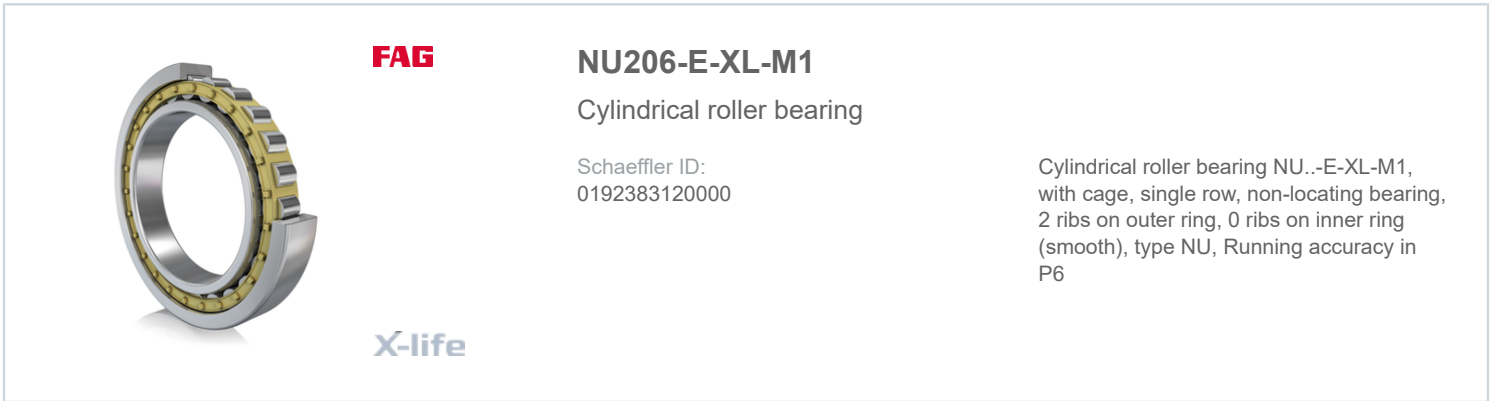 FAG
NU206-E-XL-M1
Cylindrical roller bearing
Schaeffler ID:
0192383120000
Cylindrical roller bearing NU..-E-XL-M1,
with cage, single row, non-locating bearing,
2 ribs on outer ring, 0 ribs on inner ring
(smooth), type NU, Running accuracy in
P6
X-life